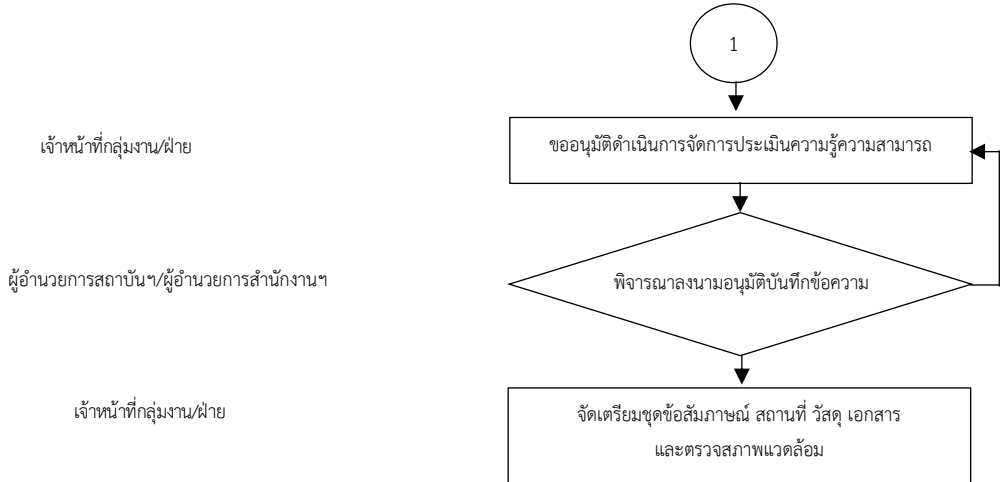 1
เจ้าหน้าที่กลุ่มงาน/ฝ่าย
ขออนุมัติดำเนินการจัดการประเมินความรู้ความสามารถ
ผู้อำนวยการสถาบันฯ/ผู้อำนวยการสำนักงานฯ
พิจารณาลงนามอนุมัติบันทึกข้อความ
เจ้าหน้าที่กลุ่มงาน/ฝ่าย
จัดเตรียมชุดข้อสัมภาษณ์ สถานที่ วัสดุ เอกสาร
และตรวจสภาพแวดล้อม